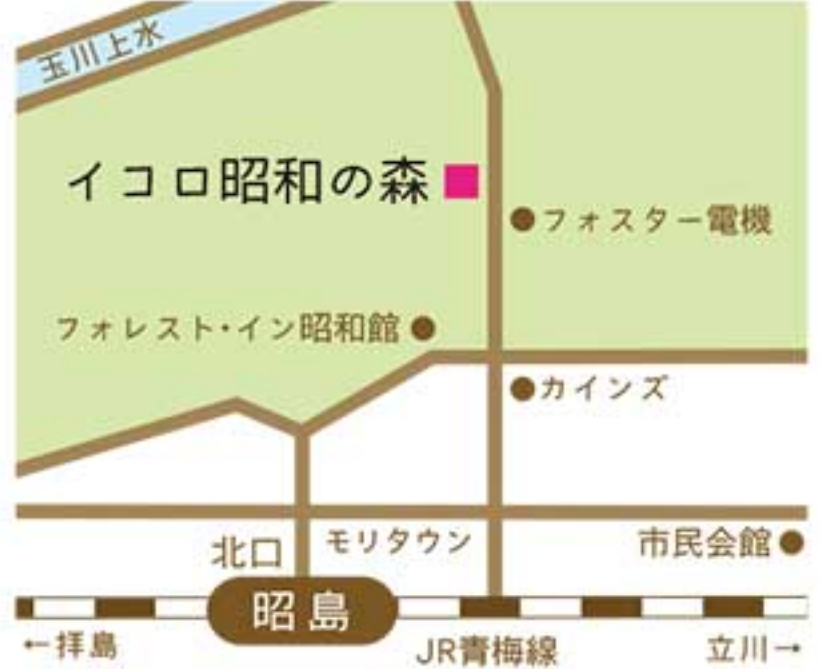 玉川上水
イコロ昭和の森
フォスター電機
フォレスト・イン昭和館
カインズ
北口
モリタウン
市民会館
昭島
←拝島
JR青梅線
立川→